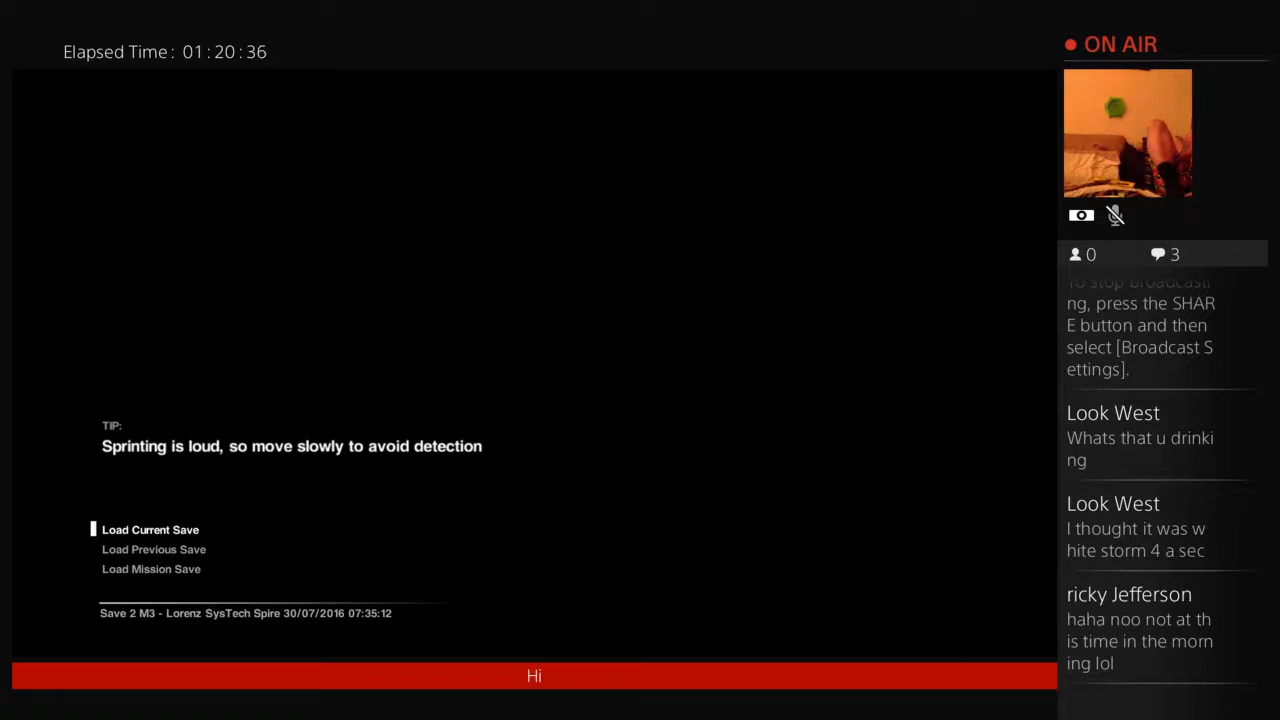 Elapsed Time : 01 : 20 : 36
ON AIR
0 3
To stop broadcasti
ng, press the SHAR
E button and then
select [Broadcast S
ettings].
Look West
Whats that u drinki
ng
Look West
I thought it was w
hite storm 4 a sec
ricky Jefferson
haha noo not at th
is time in the morn
ing lol
TIP:
Sprinting is loud, so move slowly to avoid detection
Load Current Save
Load Previous Save
Load Mission Save
Save 2 M3 - Lorenz SysTech Spire 30/07/2016 07:35:12
Hi